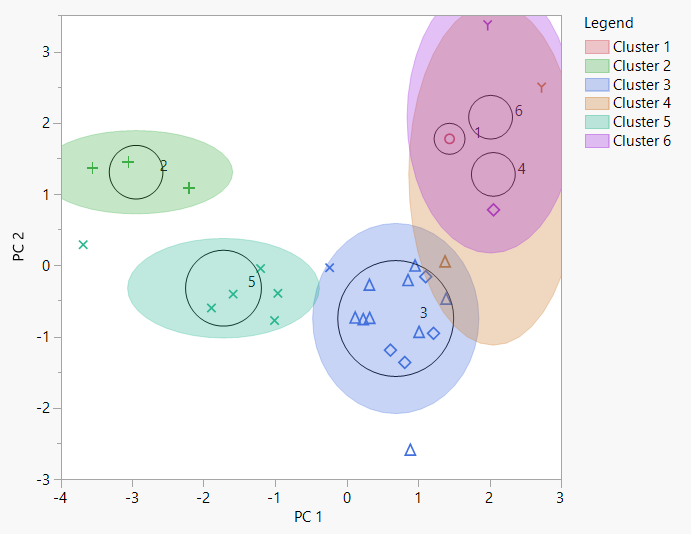 Legend
Cluster 1
Cluster 2
Cluster 3
Cluster 4
Cluster 5
Cluster 6
3
2
1
0
-1
-2
-3
PC 2
6
1
2
4
5
3
-4
-3
-2
-1
0
1
2
3
PC 1